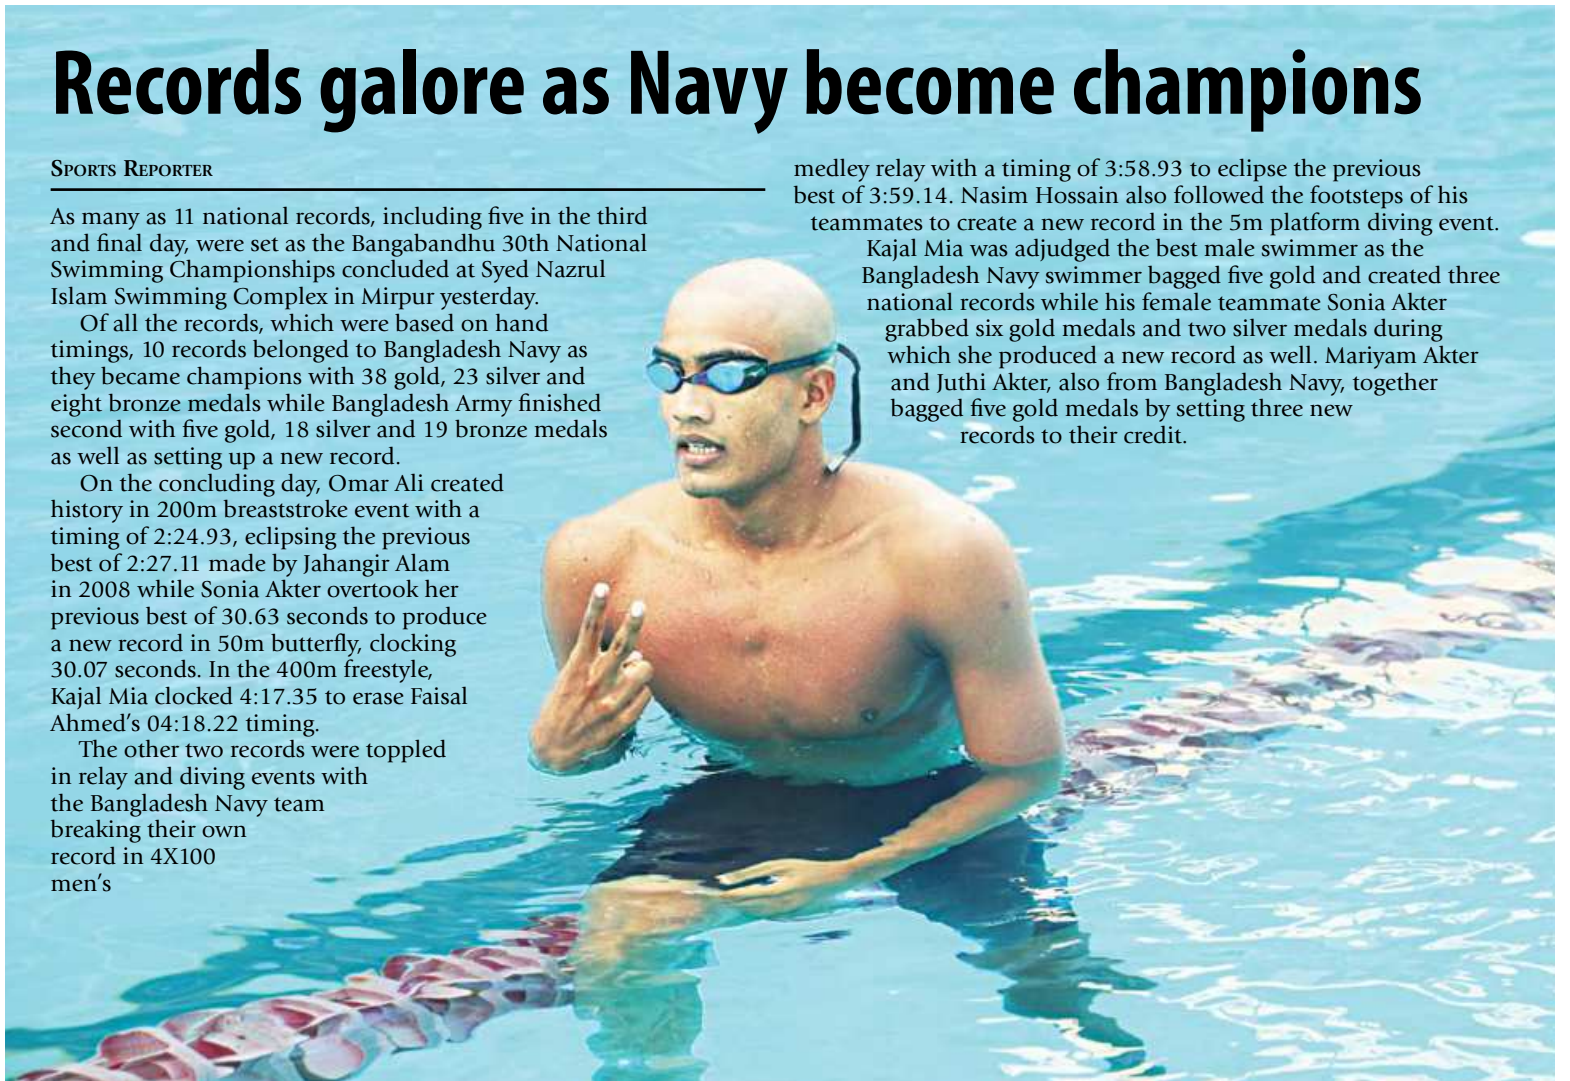 Records galore as Navy become champions
Sports Reporter
As many as 11 national records, including five in the third
and final day, were set as the Bangabandhu 30th National
Swimming Championships concluded at Syed Nazrul
Islam Swimming Complex in Mirpur yesterday.
Of all the records, which were based on hand
timings, 10 records belonged to Bangladesh Navy as
they became champions with 38 gold, 23 silver and
eight bronze medals while Bangladesh Army finished
second with five gold, 18 silver and 19 bronze medals
as well as setting up a new record.
On the concluding day, Omar Ali created
history in 200m breaststroke event with a
timing of 2:24.93, eclipsing the previous
best of 2:27.11 made by Jahangir Alam
in 2008 while Sonia Akter overtook her
previous best of 30.63 seconds to produce
a new record in 50m butterfly, clocking
30.07 seconds. In the 400m freestyle,
Kajal Mia clocked 4:17.35 to erase Faisal
Ahmed’s 04:18.22 timing.
The other two records were toppled
in relay and diving events with
the Bangladesh Navy team
breaking their own
record in 4X100
men’s
medley relay with a timing of 3:58.93 to eclipse the previous
best of 3:59.14. Nasim Hossain also followed the footsteps of his
teammates to create a new record in the 5m platform diving event.
Kajal Mia was adjudged the best male swimmer as the
Bangladesh Navy swimmer bagged five gold and created three
national records while his female teammate Sonia Akter
grabbed six gold medals and two silver medals during
which she produced a new record as well. Mariyam Akter
and Juthi Akter, also from Bangladesh Navy, together
bagged five gold medals by setting three new
records to their credit.